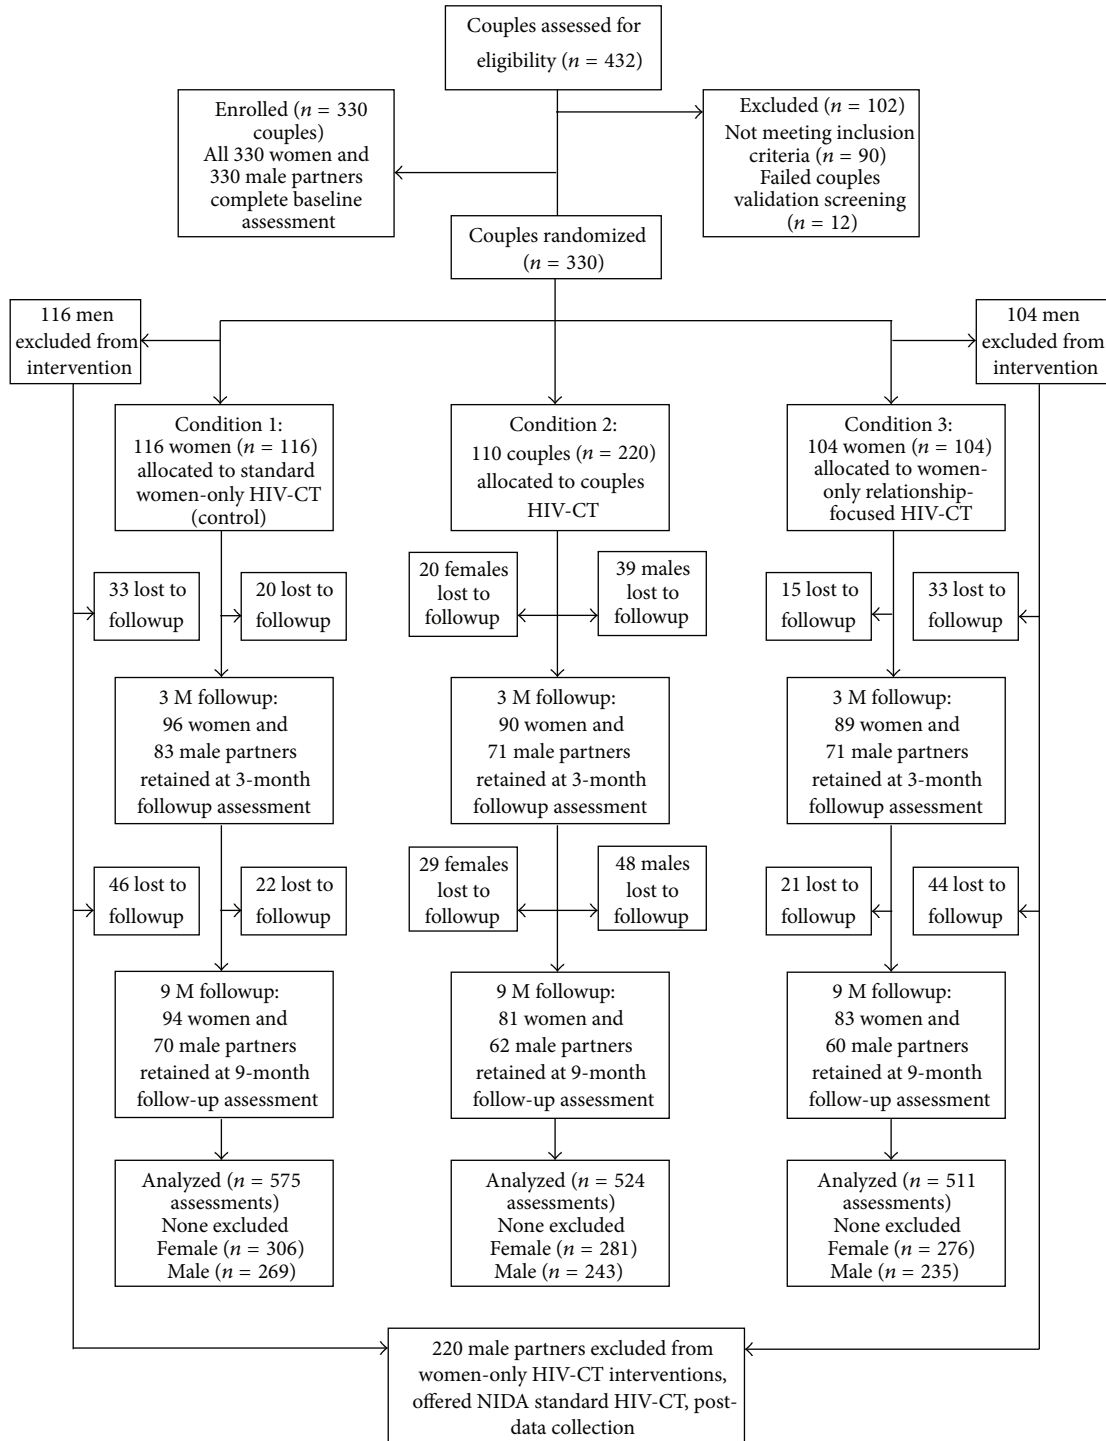 Couples assessed for
eligibility (n = 432)
Enrolled (n = 330
couples)
All 330 women and
330 male partners
complete baseline
assessment
Excluded (n = 102)
Not meeting inclusion
criteria (n = 90)
Failed couples
validation screening
(n = 12)
Couples randomized
(n = 330)
116 men
excluded from
intervention
104 men
excluded from
intervention
Condition 1:
116 women (n = 116)
allocated to standard
women-only HIV-CT
(control)
Condition 2:
110 couples (n = 220)
allocated to couples
HIV-CT
Condition 3:
104 women (n = 104)
allocated to women-
only relationship-
focused HIV-CT
33 lost to
followup
20 lost to
followup
20 females
lost to
followup
39 males
lost to
followup
15 lost to
followup
33 lost to
followup
3 M followup:
96 women and
83 male partners
retained at 3-month
followup assessment
3 M followup:
90 women and
71 male partners
retained at 3-month
followup assessment
3 M followup:
89 women and
71 male partners
retained at 3-month
followup assessment
46 lost to
followup
22 lost to
followup
29 females
lost to
followup
48 males
lost to
followup
21 lost to
followup
44 lost to
followup
9 M followup:
94 women and
70 male partners
retained at 9-month
follow-up assessment
9 M followup:
81 women and
62 male partners
retained at 9-month
follow-up assessment
9 M followup:
83 women and
60 male partners
retained at 9-month
follow-up assessment
Analyzed (n = 575
assessments)
None excluded
Female (n = 306)
Male (n = 269)
Analyzed (n = 524
assessments)
None excluded
Female (n = 281)
Male (n = 243)
Analyzed (n = 511
assessments)
None excluded
Female (n = 276)
Male (n = 235)
220 male partners excluded from
women-only HIV-CT interventions,
offered NIDA standard HIV-CT, post-
data collection